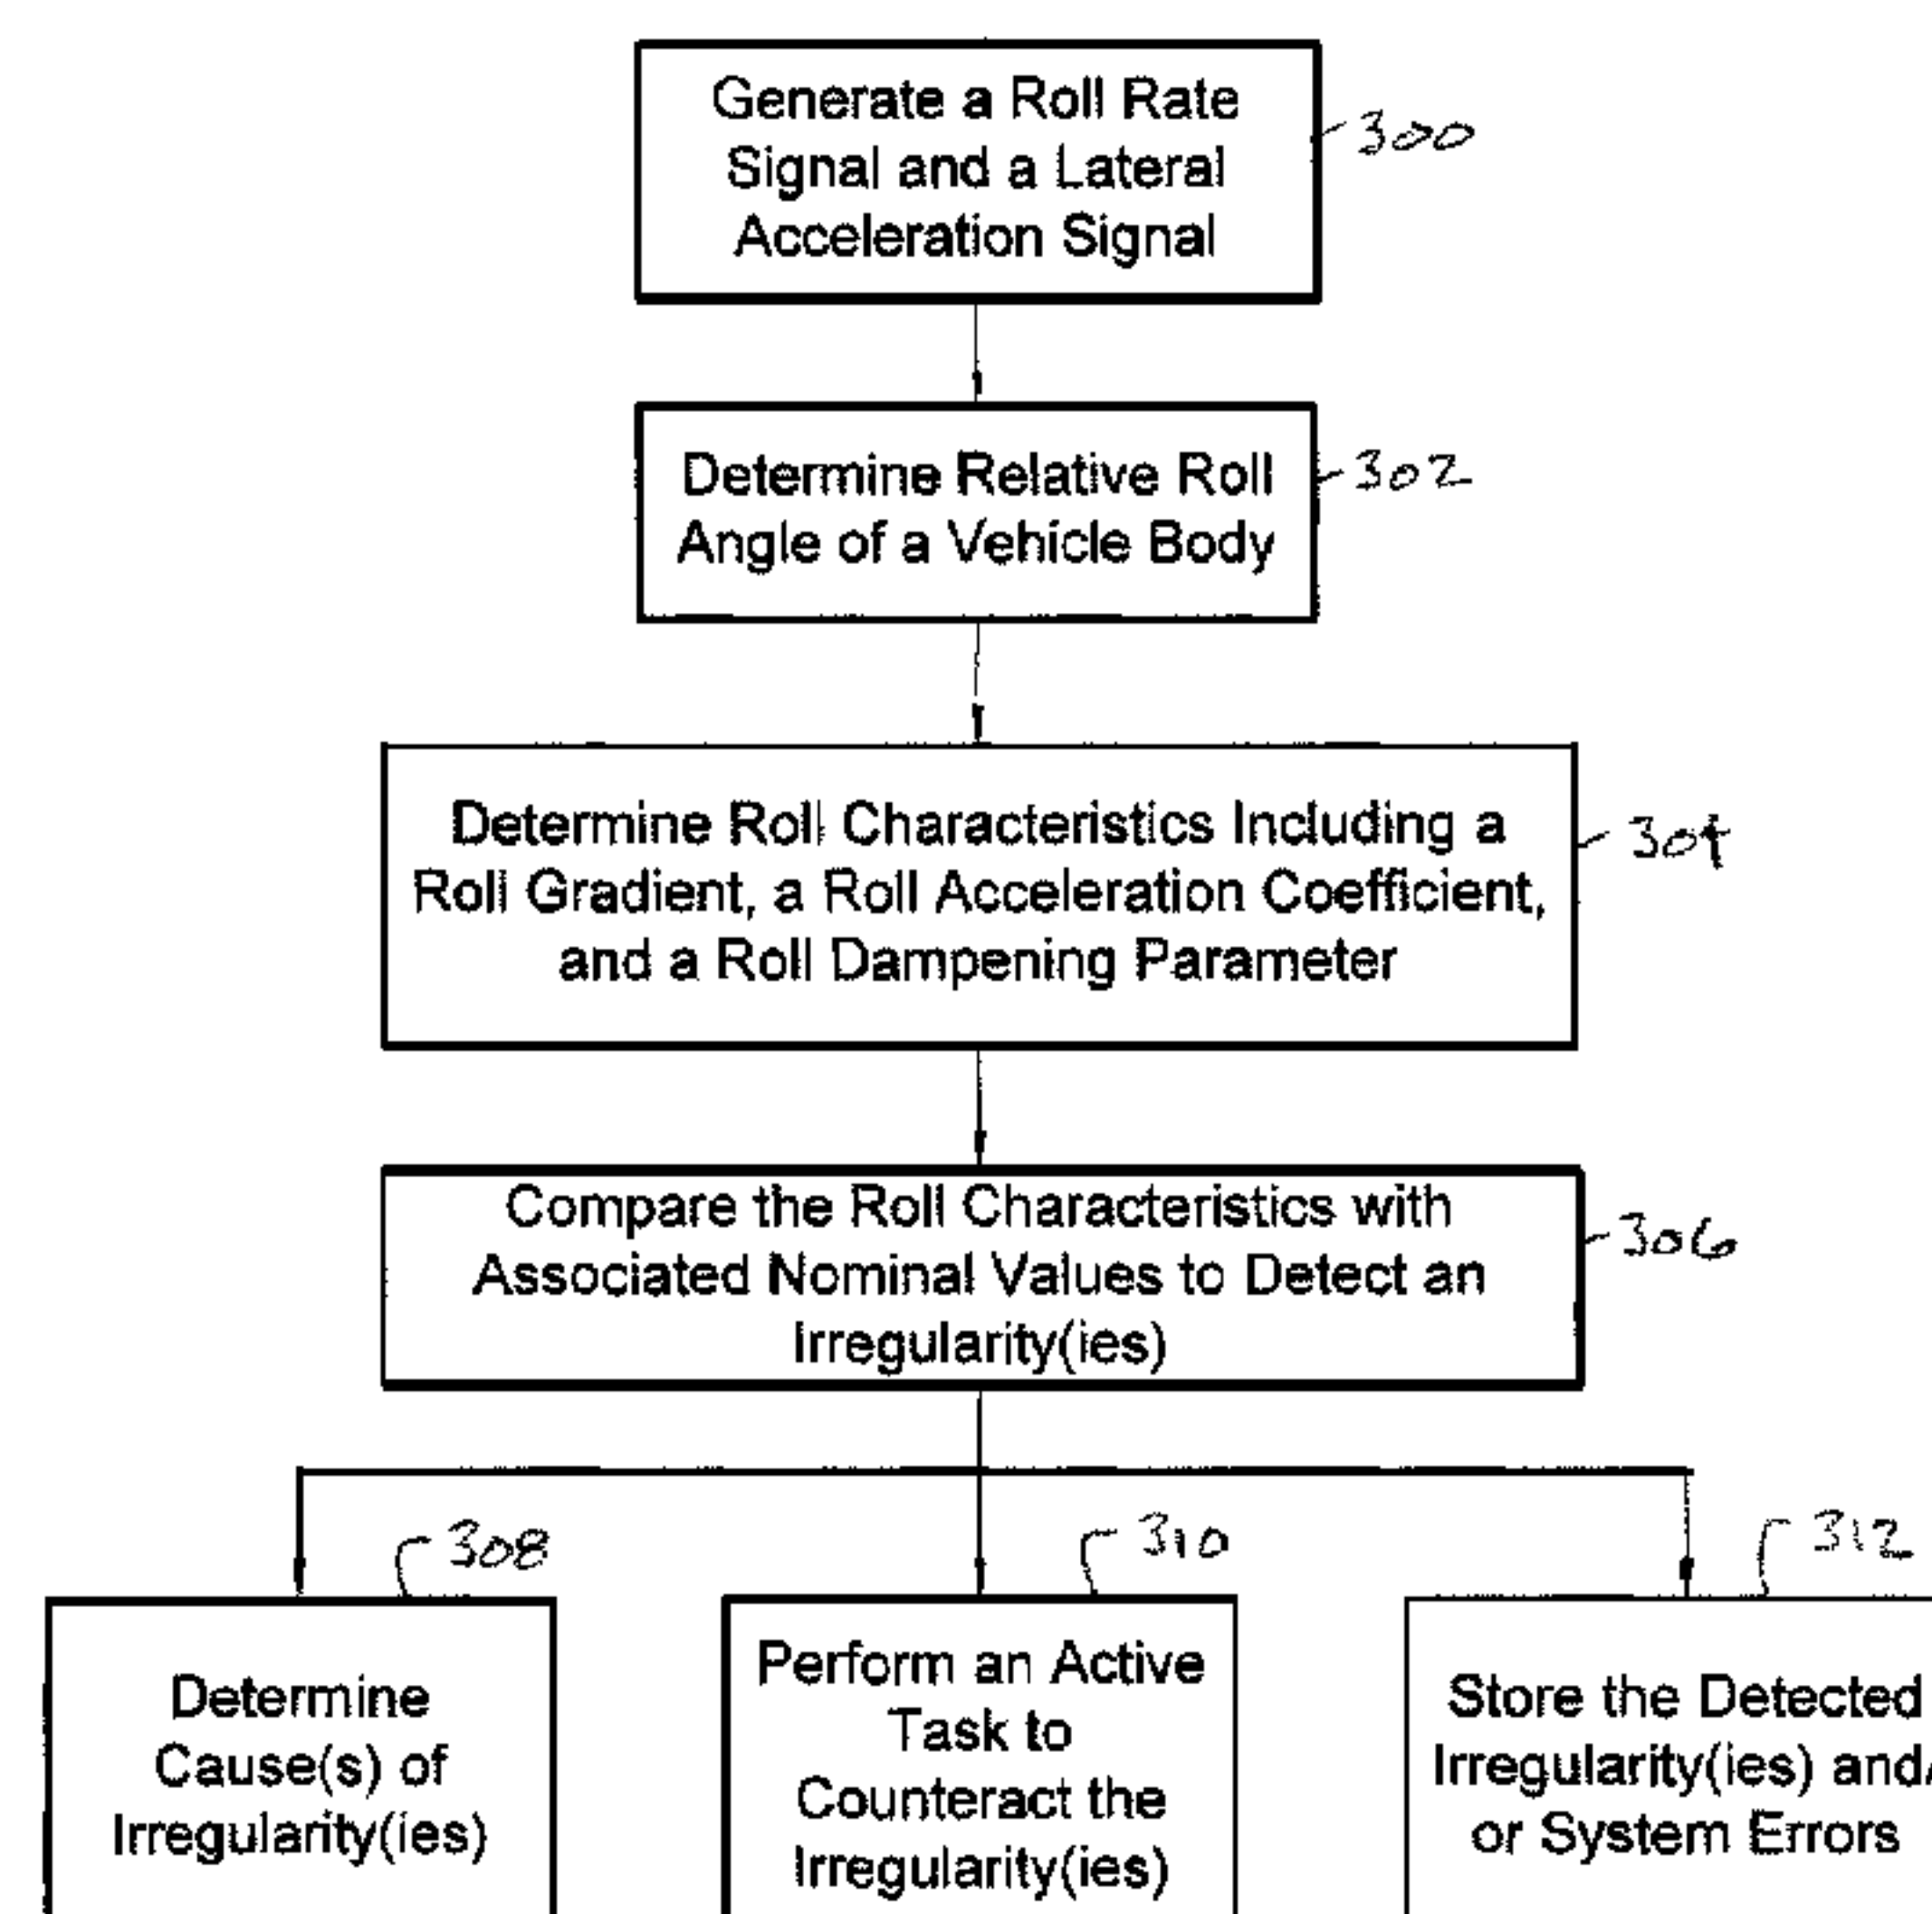 Generate a Roll Rate
Signal and a Lateral
Acceleration Signal
300
Determine Relative Roll
Angle of a Vehicle Body
302
Determine Roll Characteristics Including a
Roll Gradient, a Roll Acceleration Coefficient,
and a Roll Dampening Parameter
304
Compare the Roll Characteristics with
Associated Nominal Values to Detect an
Irregularity(ies)
306
308
Determine
Cause(s) of
Irregularity(ies)
310
Perform an Active
Task to
Counteract the
Irregularity(ies)
312
Store the Detected
Irregularity(ies) and/
or System Errors